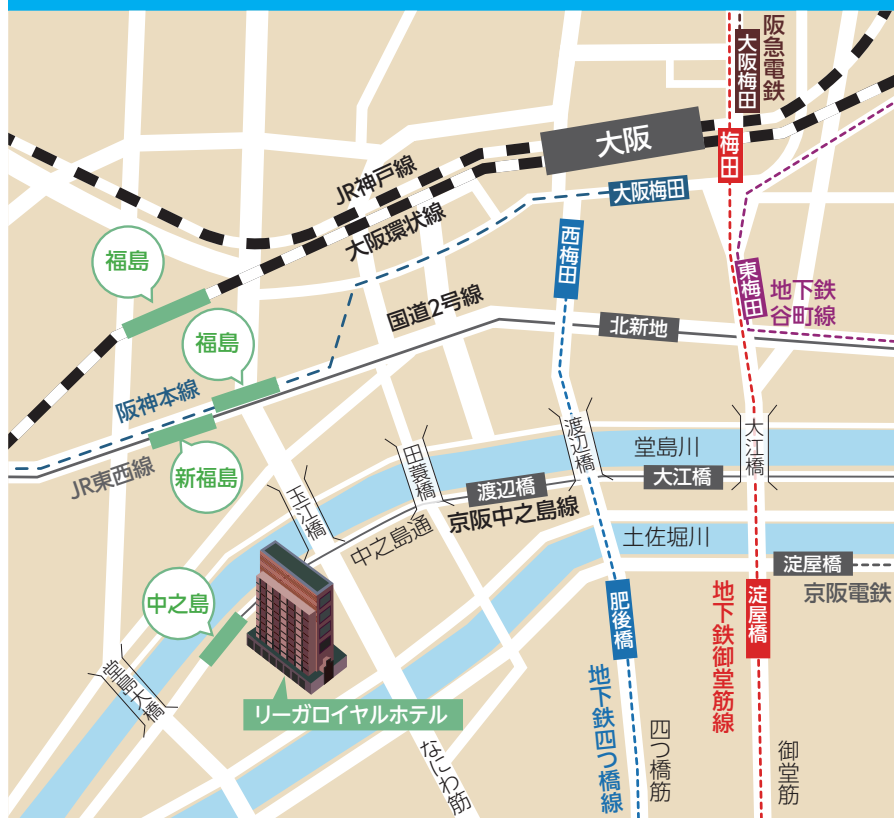 阪急電鉄
大阪梅田
大阪
梅田
JR神戸線
大阪環状線
大阪梅田
西梅田
福島
東梅田
地下鉄
谷町線
国道2号線
北新地
福島
阪神本線
新福島
JR東西線
渡辺橋
大江橋
田蓑橋
堂島川
玉江橋
渡辺橋
大江橋
京阪中之島線
中之島通
土佐堀川
淀屋橋
京阪電鉄
中之島
肥後橋
淀屋橋
地下鉄御堂筋線
堂島大橋
リーガロイヤルホテル
地下鉄四つ橋線
四つ橋筋
なにわ筋
御堂筋